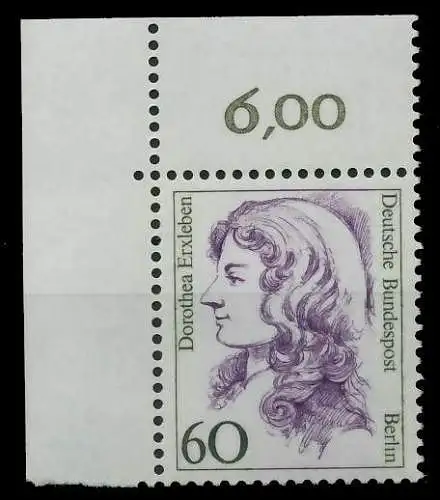 6,00
Dorothea Erxleben
Deutsche Bundespost Berlin
60